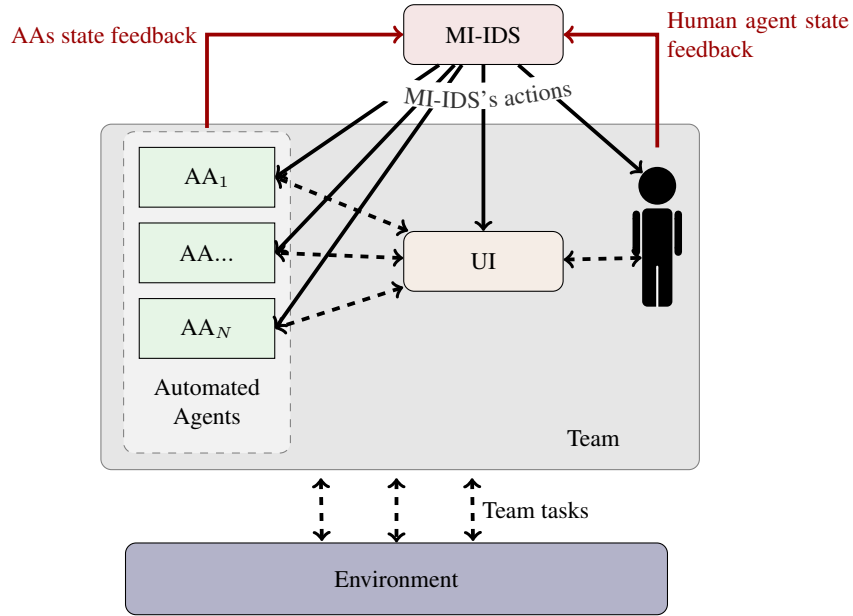 AAs state feedback
MI-IDS
Human agent state
feedback
MI-IDS's actions
AA₁
AA...
AA_N
UI
Automated
Agents
Team
Team tasks
Environment